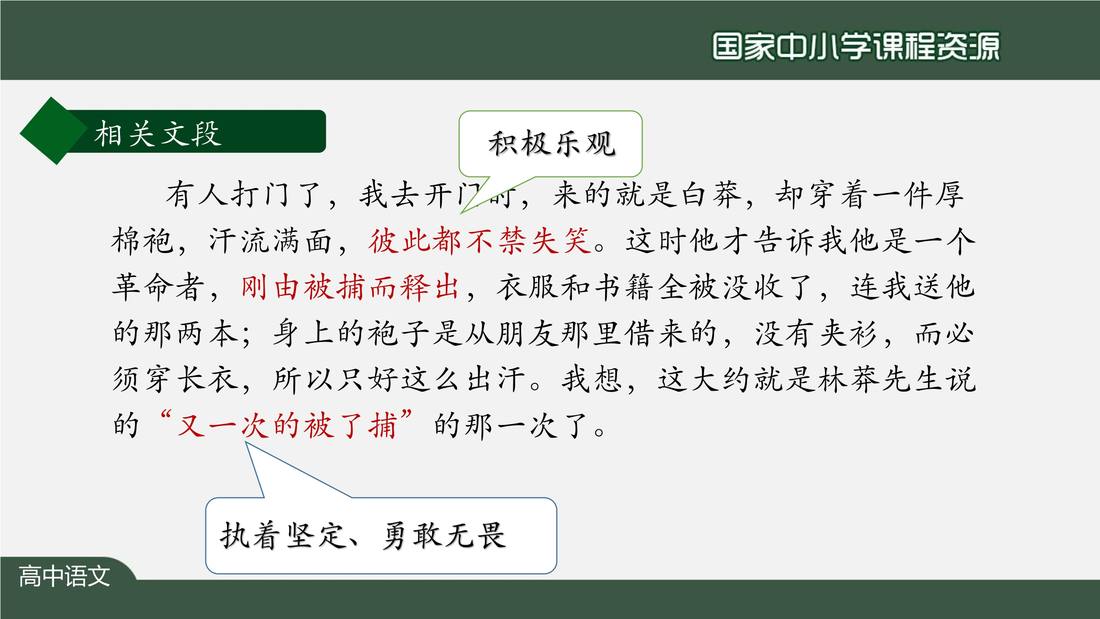 国家中小学课程资源
相关文段
积极乐观
有人打门了，我去开门时，来的就是白莽，却穿着一件厚
棉袍，汗流满面，彼此都不禁失笑。这时他才告诉我他是一个
革命者，刚由被捕而释出，衣服和书籍全被没收了，连我送他
的那两本；身上的袍子是从朋友那里借来的，没有夹衫，而必
须穿长衣，所以只好这么出汗。我想，这大约就是林莽先生说
的“又一次的被了捕”的那一次了。
执着坚定、勇敢无畏
高中语文